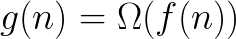 g(n) = Ω(f(n))